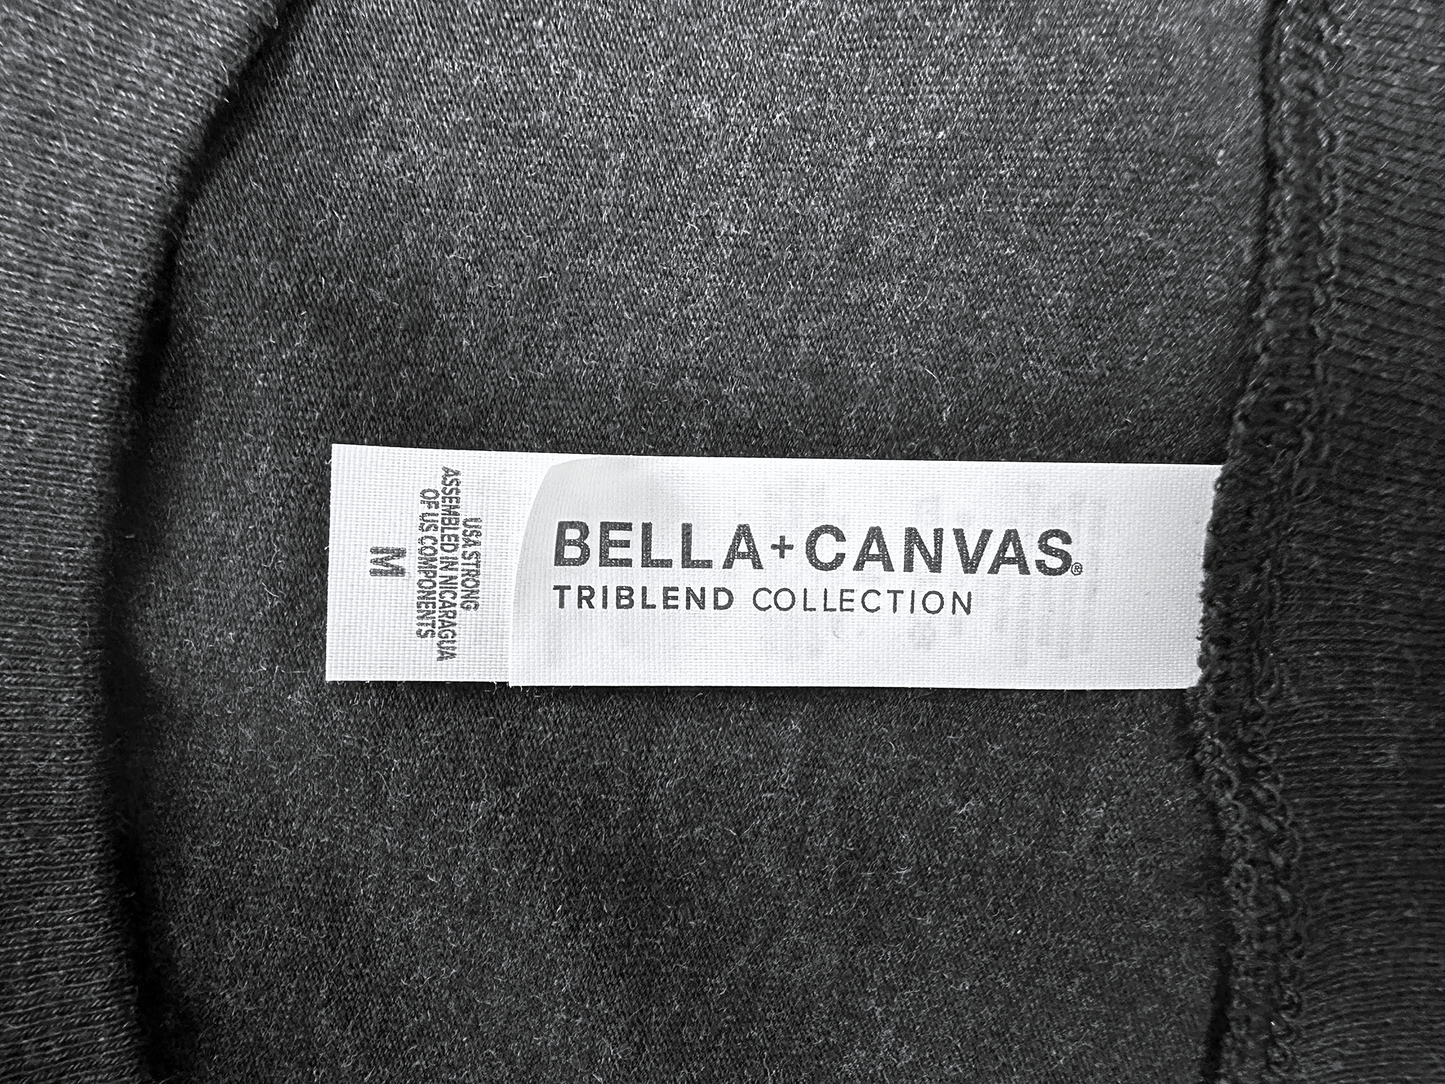 BELLA+CANVAS®
TRIBLEND COLLECTION
USA STRONG
ASSEMBLED IN NICARAGUA
OF US COMPONENTS
M